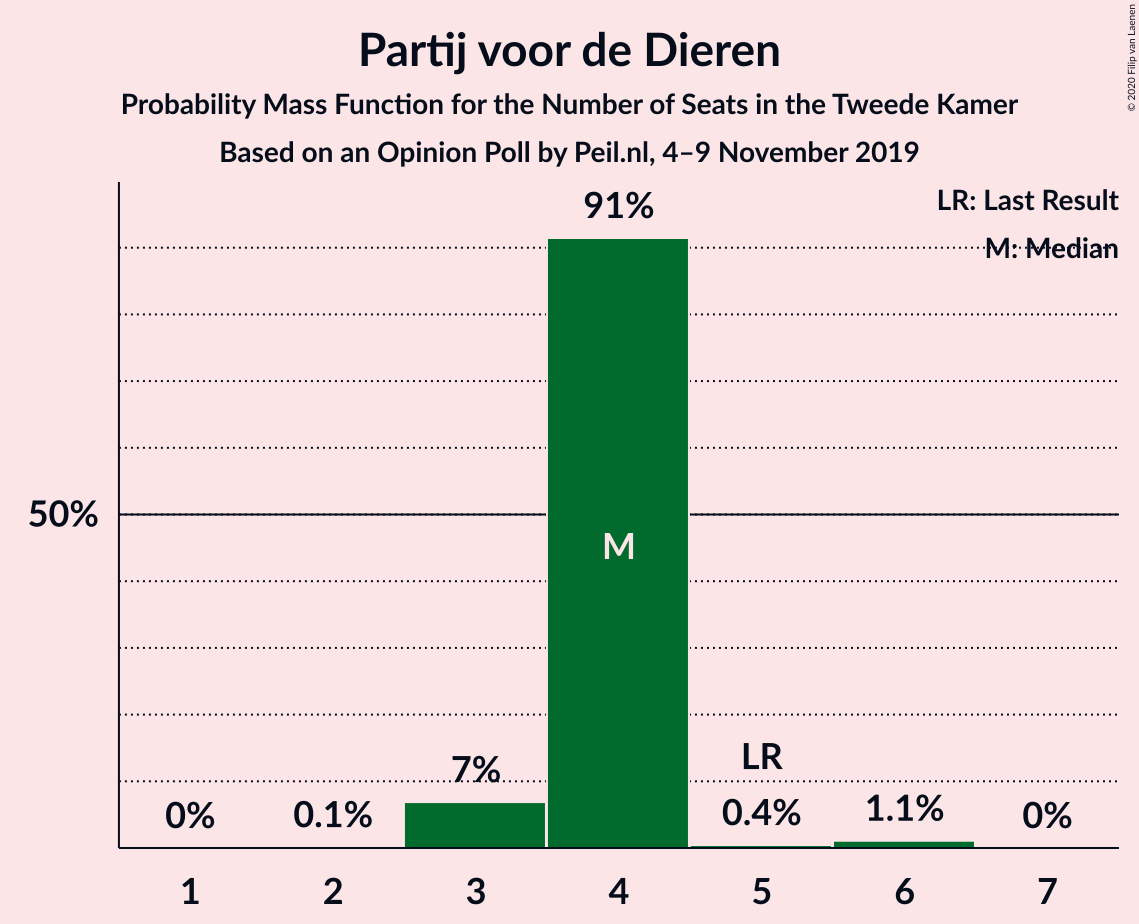 © 2020 Filip van Laenen
Partij voor de Dieren
Probability Mass Function for the Number of Seats in the Tweede Kamer
Based on an Opinion Poll by Peil.nl, 4–9 November 2019
LR: Last Result
M: Median
91%
50%
M
LR
7%
0%
0.1%
0.4%
1.1%
0%
1 2 3 4 5 6 7